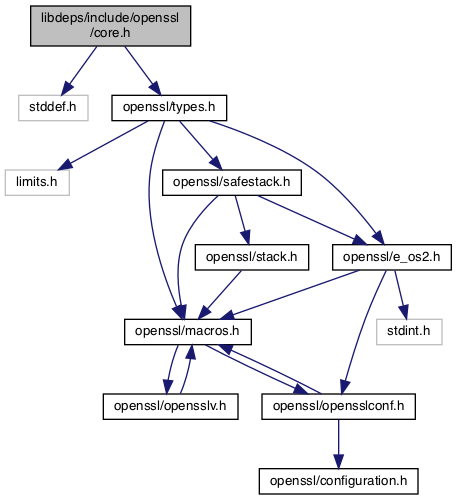 libdeps/include/openssl
/core.h
stddef.h
openssl/types.h
limits.h
openssl/safestack.h
openssl/stack.h
openssl/e_os2.h
openssl/macros.h
stdint.h
openssl/opensslv.h
openssl/opensslconf.h
openssl/configuration.h